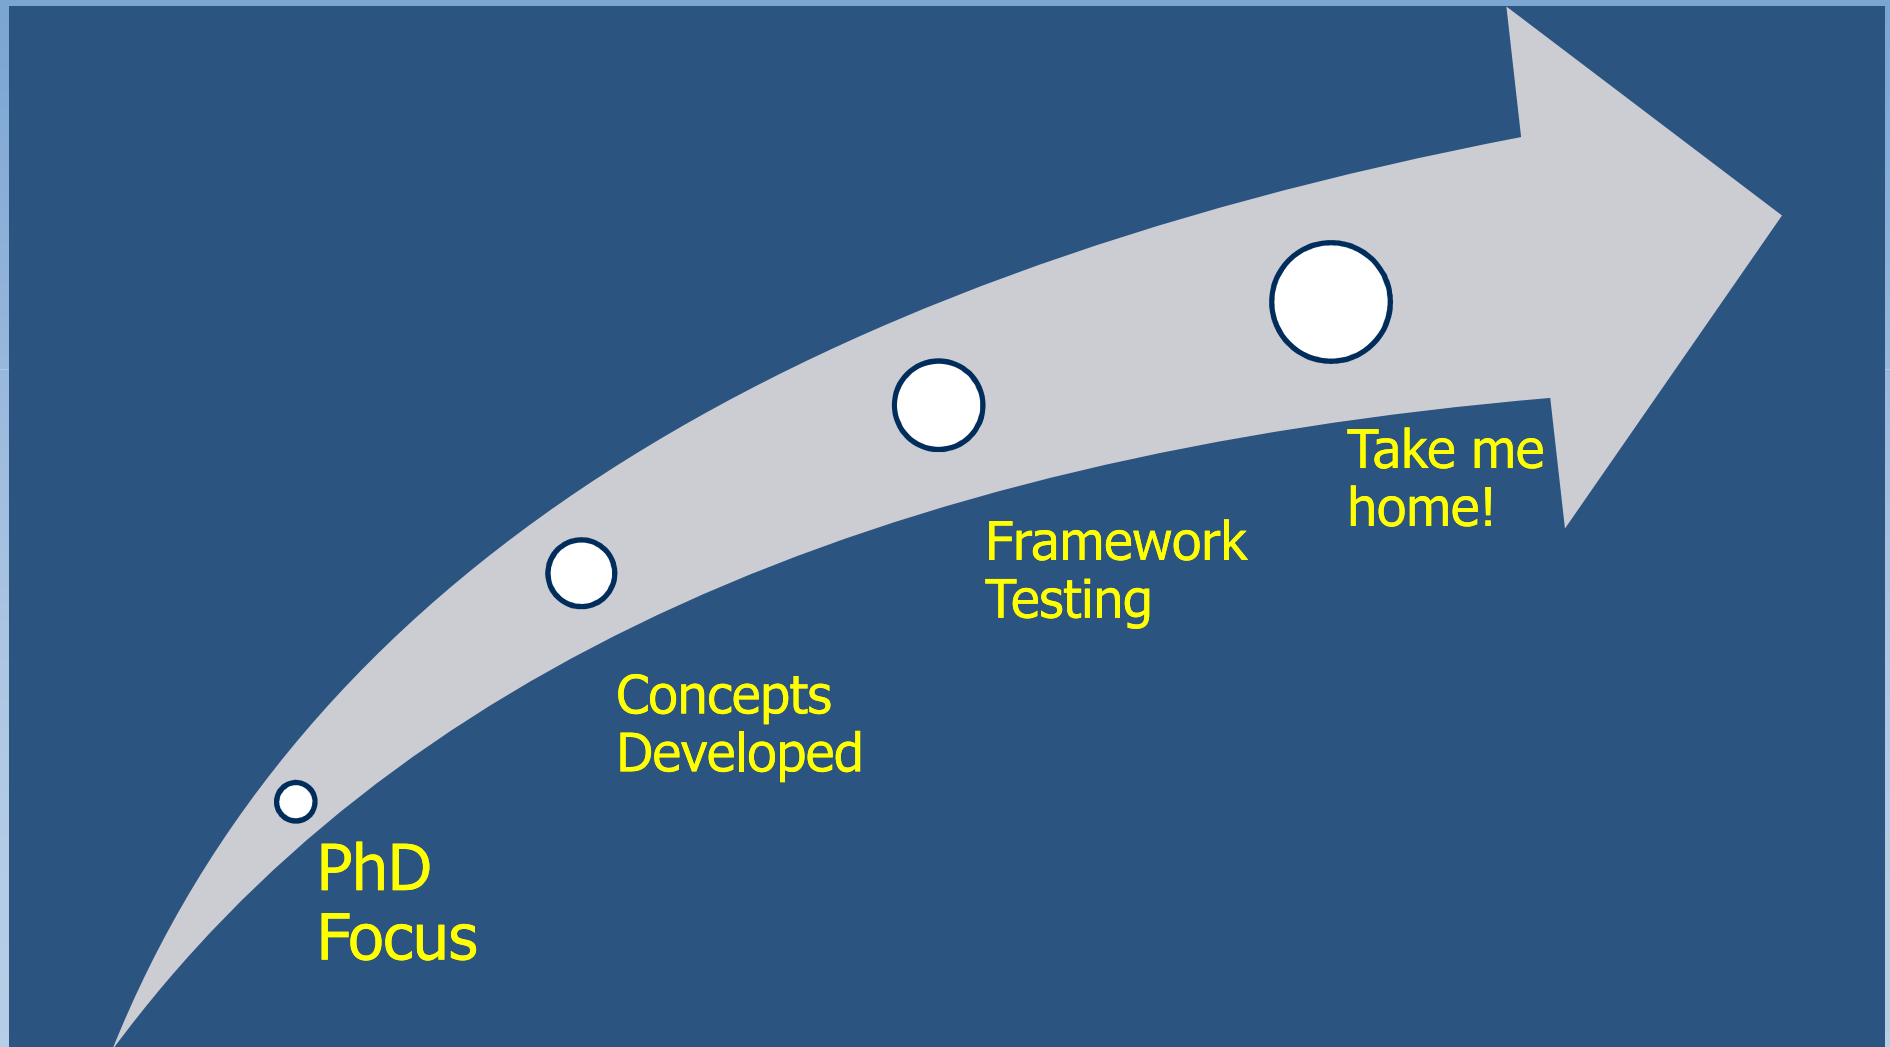 PhD
Focus
Concepts
Developed
Framework
Testing
Take me
home!